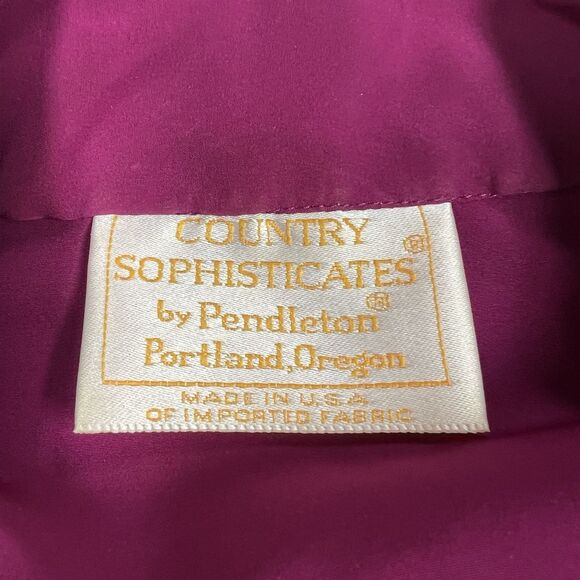 COUNTRY
SOPHISTICATES®
by Pendleton®
Portland, Oregon
MADE IN U.S.A.
OF IMPORTED FABRIC